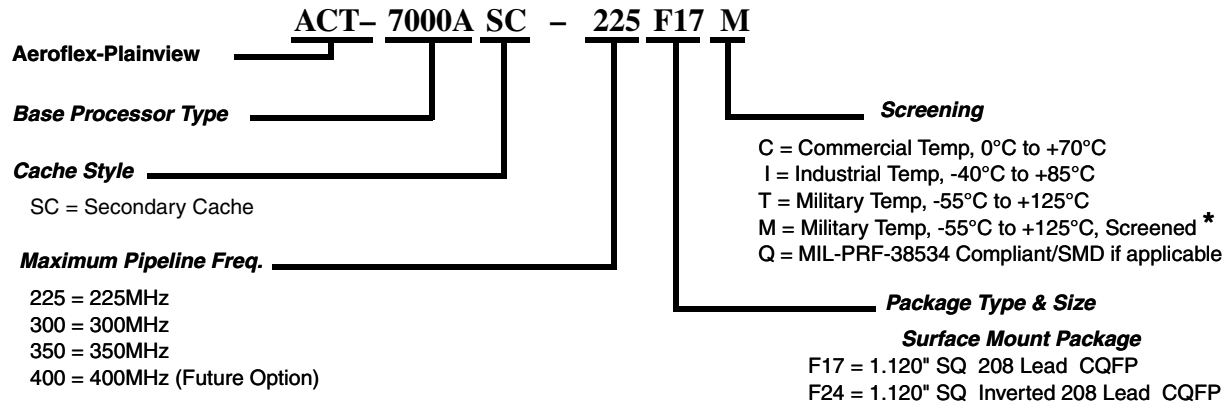 ACT– 7000A SC – 225 F17 M
Aeroflex-Plainview
Base Processor Type
Cache Style
SC = Secondary Cache
Maximum Pipeline Freq.
225 = 225MHz
300 = 300MHz
350 = 350MHz
400 = 400MHz (Future Option)
Screening
C = Commercial Temp, 0°C to +70°C
I = Industrial Temp, -40°C to +85°C
T = Military Temp, -55°C to +125°C
M = Military Temp, -55°C to +125°C, Screened *
Q = MIL-PRF-38534 Compliant/SMD if applicable
Package Type & Size
Surface Mount Package
F17 = 1.120" SQ 208 Lead CQFP
F24 = 1.120" SQ Inverted 208 Lead CQFP